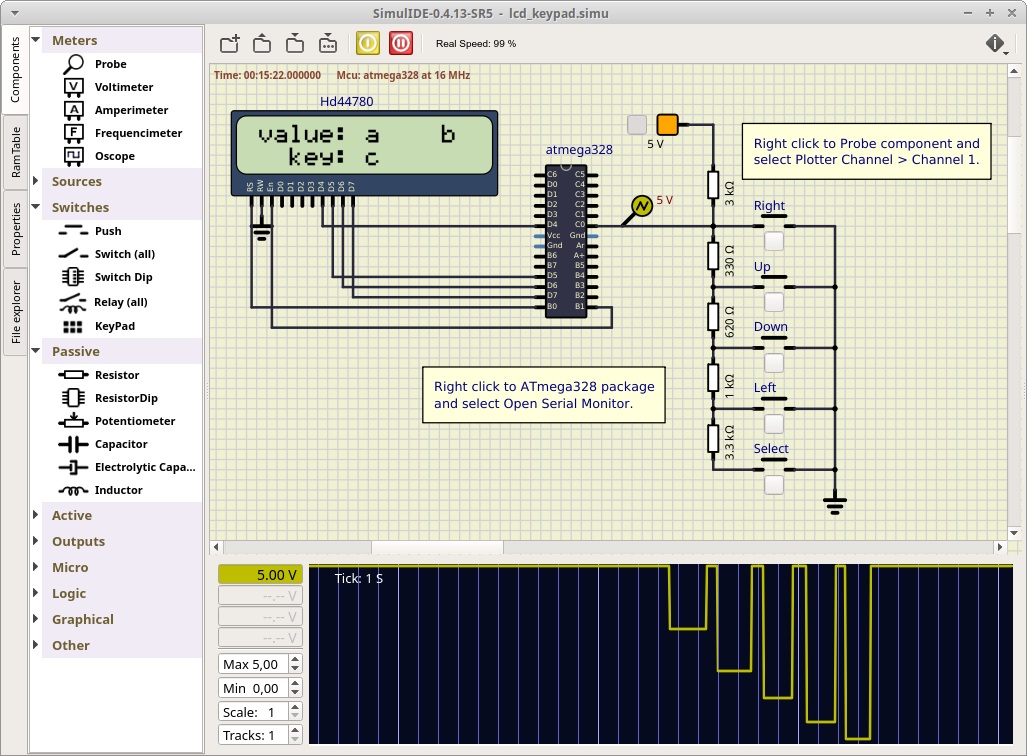 SimulIDE-0.4.13-SR5 - lcd_keypad.simu
Components
RamTable
Properties
File explorer
Meters
Probe
Voltimeter
Amperimeter
Frequencimeter
Oscope
Sources
Switches
Push
Switch (all)
Switch Dip
Relay (all)
KeyPad
Passive
Resistor
ResistorDip
Potentiometer
Capacitor
Electrolytic Capa...
Inductor
Active
Outputs
Micro
Logic
Graphical
Other
Real Speed: 99 %
Time: 00:15:22.000000 Mcu: atmega328 at 16 MHz
Hd44780
value: a b
key: c
RS RW En D0 D1 D2 D3 D4 D5 D6 D7
atmega328
C6 C5
D0 C4
D1 C3
D2 C2
D3 C1
D4 C0
Vcc Gnd
Gnd Ar
B6 A+
B7 B5
D5 B4
D6 B3
D7 B2
B0 B1
5 V
5 V
Right click to Probe component and
select Plotter Channel > Channel 1.
3 kΩ
Right
330 Ω
Up
620 Ω
Down
1 kΩ
Left
3.3 kΩ
Select
Right click to ATmega328 package
and select Open Serial Monitor.
5.00 V
--.-- V
--.-- V
--.-- V
Max 5,00
Min 0,00
Scale: 1
Tracks: 1
Tick: 1 S